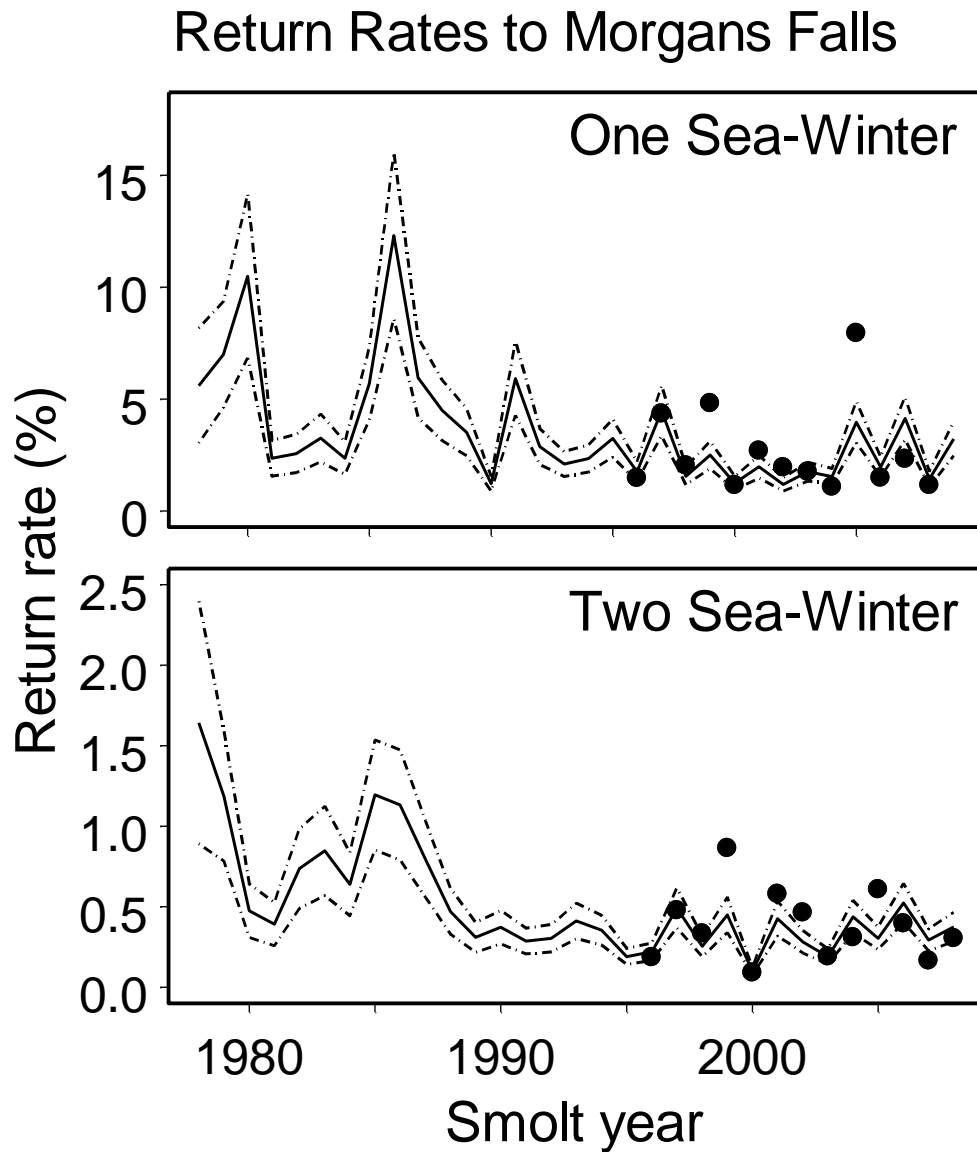 Return Rates to Morgans Falls
One Sea-Winter
15
10
5
0
Return rate (%)
Two Sea-Winter
2.5
2.0
1.5
1.0
0.5
0.0
1980 1990 2000
Smolt year